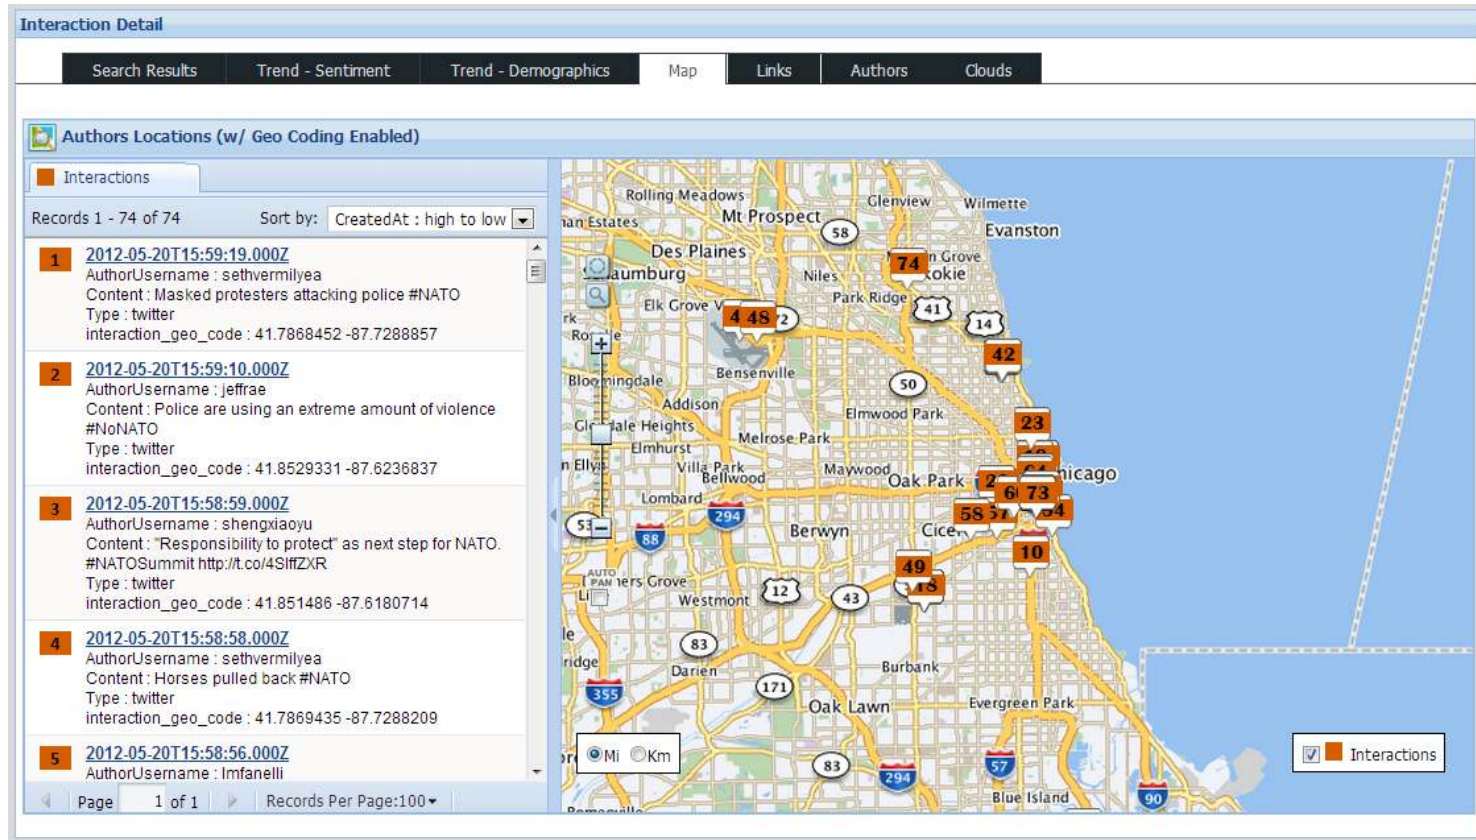 Interaction Detail
Search Results
Trend - Sentiment
Trend - Demographics
Map
Links
Authors
Clouds
Authors Locations (w/ Geo Coding Enabled)
Interactions
Records 1 - 74 of 74
Sort by: CreatedAt : high to low
1
2012-05-20T15:59:19.000Z
AuthorUsername : sethvermilyea
Content : Masked protesters attacking police #NATO
Type : twitter
interaction_geo_code : 41.7868452 -87.7288857
2
2012-05-20T15:59:10.000Z
AuthorUsername : jeffrae
Content : Police are using an extreme amount of violence
#NoNATO
Type : twitter
interaction_geo_code : 41.8529331 -87.6236837
3
2012-05-20T15:58:59.000Z
AuthorUsername : shengxiaoyu
Content : "Responsibility to protect" as next step for NATO.
#NATOSummit http://t.co/4SIffZXR
Type : twitter
interaction_geo_code : 41.851486 -87.6180714
4
2012-05-20T15:58:58.000Z
AuthorUsername : sethvermilyea
Content : Horses pulled back #NATO
Type : twitter
interaction_geo_code : 41.7869435 -87.7288209
5
2012-05-20T15:58:56.000Z
AuthorUsername : lmfanelli
Page 1 of 1
Records Per Page:100
Rolling Meadows
Glenview
Wilmette
Mt Prospect
58
Evanston
Des Plaines
Niles
74
Elk Grove
Park Ridge
41
14
4
48
42
Bensenville
50
Addison
Elmwood Park
23
Melrose Park
Elmhurst
Villa Park
Bellwood
Maywood
Oak Park
Lombard
73
58
294
88
Berwyn
10
49
18
AUTO
PAN
Westmont
12
43
83
Darien
Burbank
355
171
Oak Lawn
Evergreen Park
Mi
Km
83
294
57
Blue Island
90
Interactions